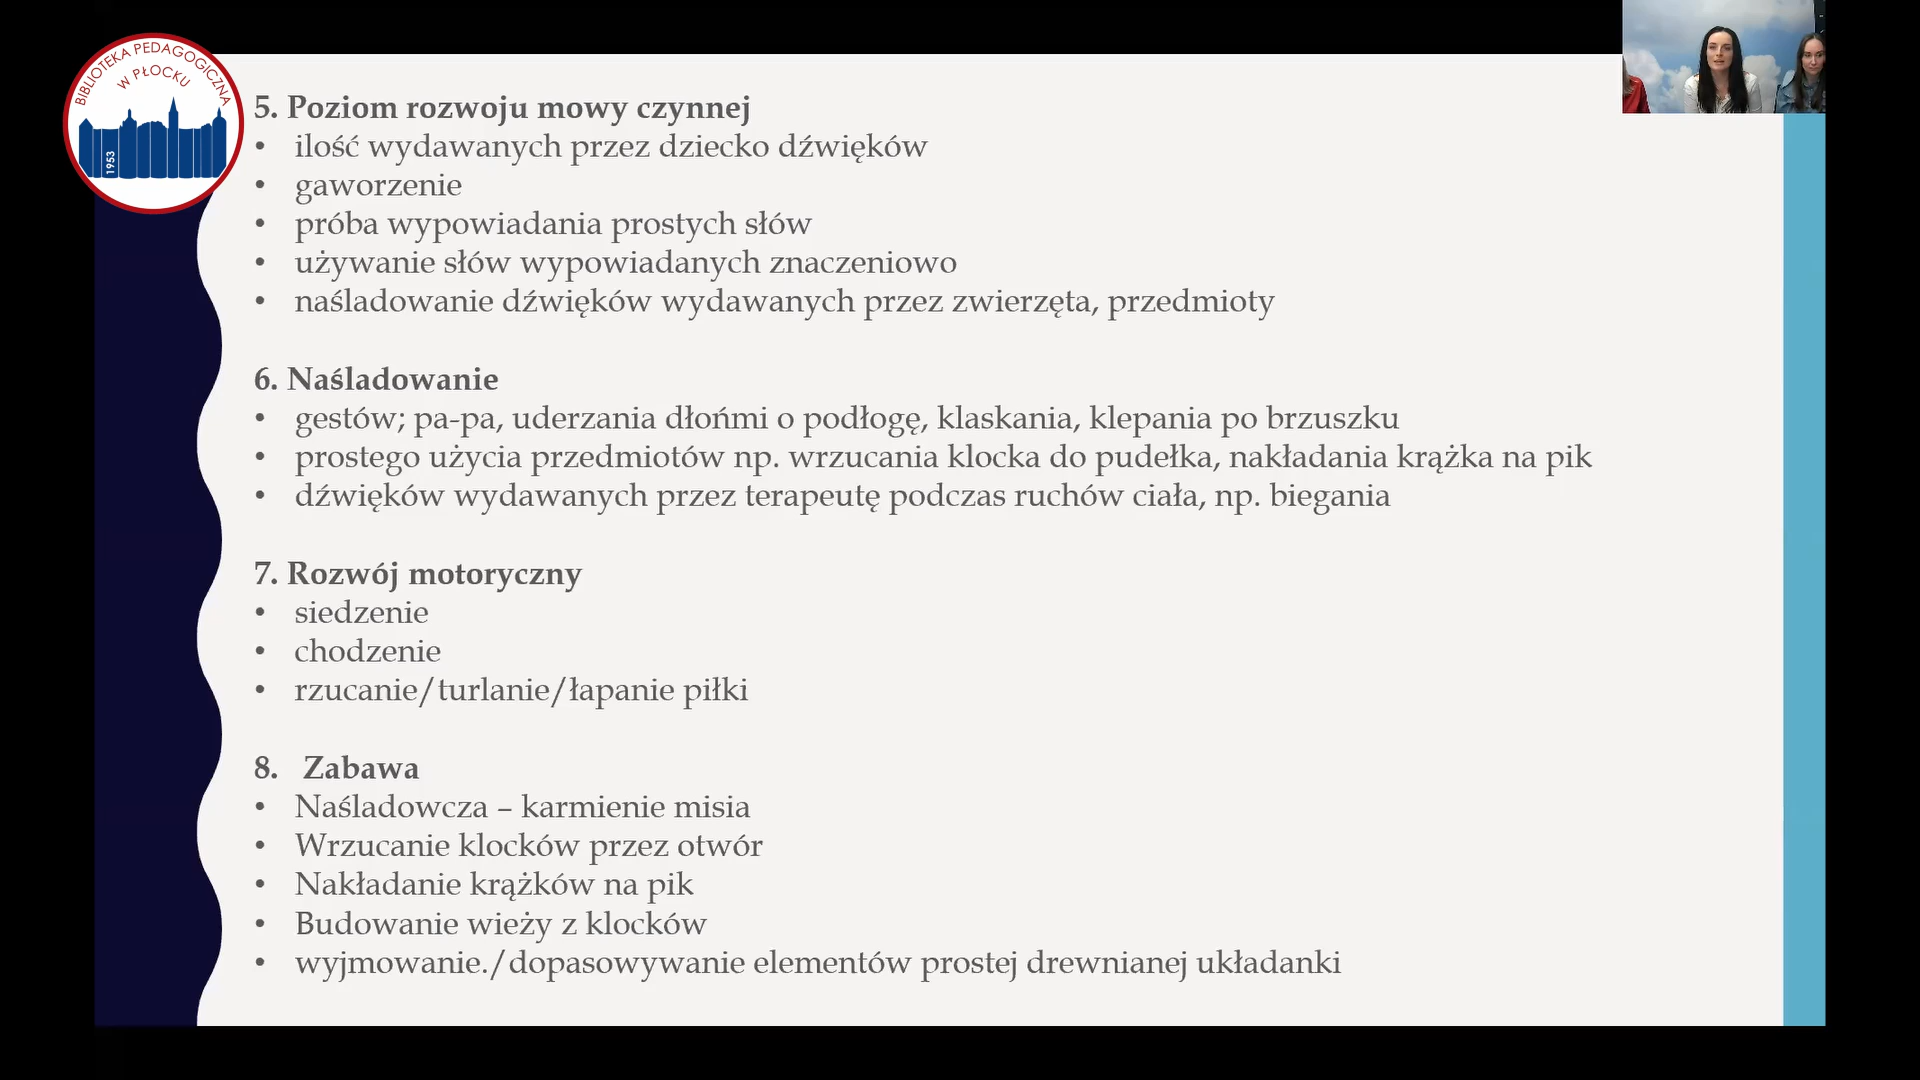 BIBLIOTEKA PEDAGOGICZNA
W PŁOCKU
1953
5. Poziom rozwoju mowy czynnej
• ilość wydawanych przez dziecko dźwięków
• gaworzenie
• próba wypowiadania prostych słów
• używanie słów wypowiadanych znaczeniowo
• naśladowanie dźwięków wydawanych przez zwierzęta, przedmioty
6. Naśladowanie
• gestów; pa-pa, uderzania dłońmi o podłogę, klaskania, klepania po brzuszku
• prostego użycia przedmiotów np. wrzucania klocka do pudełka, nakładania krążka na pik
• dźwięków wydawanych przez terapeutę podczas ruchów ciała, np. biegania
7. Rozwój motoryczny
• siedzenie
• chodzenie
• rzucanie/turlanie/łapanie piłki
8. Zabawa
• Naśladowcza – karmienie misia
• Wrzucanie klocków przez otwór
• Nakładanie krążków na pik
• Budowanie wieży z klocków
• wyjmowanie./dopasowywanie elementów prostej drewnianej układanki